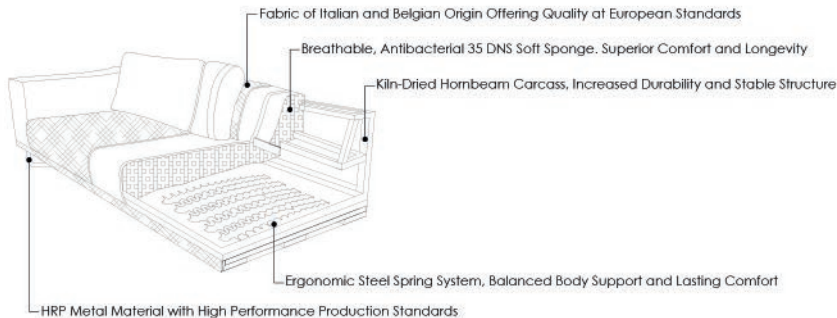 Fabric of Italian and Belgian Origin Offering Quality at European Standards
Breathable, Antibacterial 35 DNS Soft Sponge. Superior Comfort and Longevity
Kiln-Dried Hornbeam Carcass, Increased Durability and Stable Structure
Ergonomic Steel Spring System, Balanced Body Support and Lasting Comfort
HRP Metal Material with High Performance Production Standards